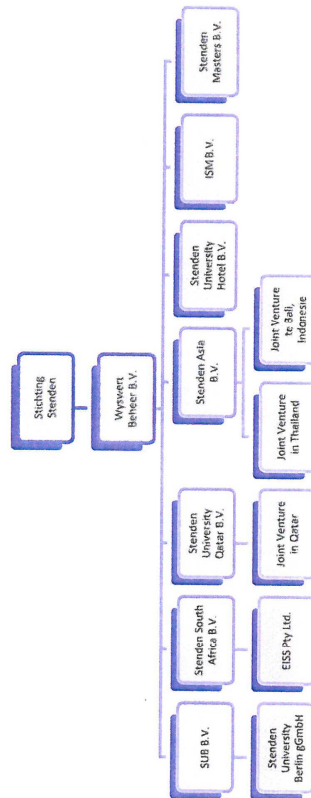 Stichting
Stenden
Wyswert
Beheer B.V.
SUB B.V.
Stenden South
Africa B.V.
Stenden
University
Qatar B.V.
Stenden Asia
B.V.
Stenden
University
Hotel B.V.
ISM B.V.
Stenden
Masters B.V.
Stenden
University
Berlin gGmbH
EISS Pty Ltd.
Joint Venture
in Qatar
Joint Venture
in Thailand
Joint Venture
te Bali,
Indonesie